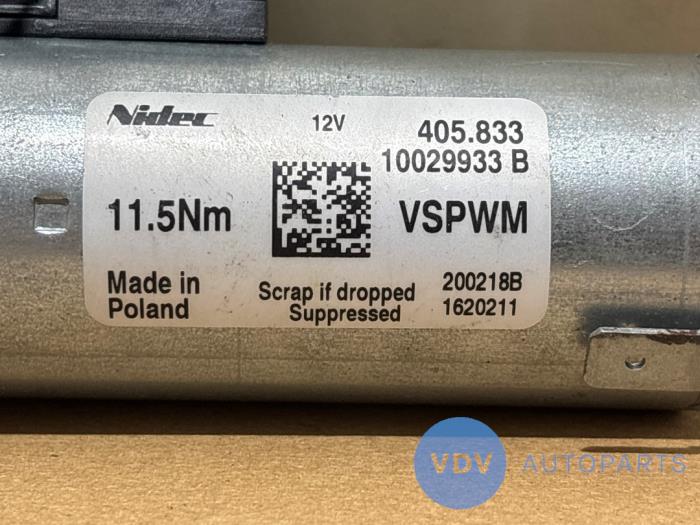 Nidec 12V 405.833
10029933 B
11.5Nm VSPWM
Made in Poland
Scrap if dropped
Suppressed
200218B
1620211
VDV AUTOPARTS